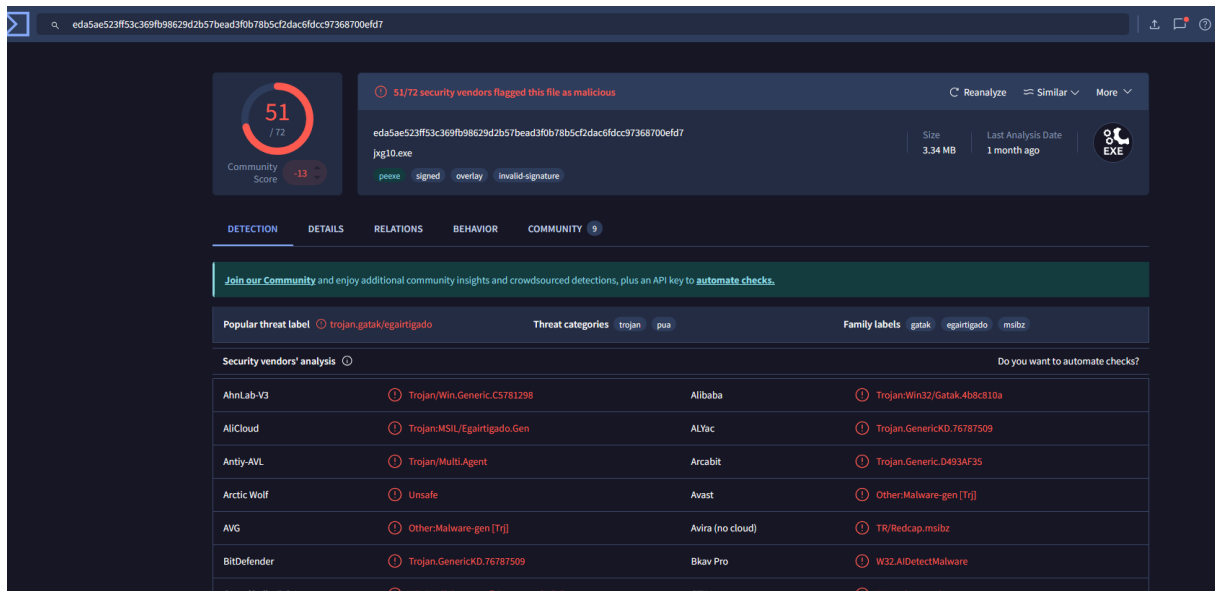 eda5ae523ff53c369fb98629d2b57bead3f0b78b5cf2dac6fdcc97368700efd7
51
/ 72
Community
Score
-13
51/72 security vendors flagged this file as malicious
Reanalyze
Similar
More
eda5ae523ff53c369fb98629d2b57bead3f0b78b5cf2dac6fdcc97368700efd7
jxg10.exe
peexe signed overlay invalid-signature
Size
3.34 MB
Last Analysis Date
1 month ago
EXE
DETECTION DETAILS RELATIONS BEHAVIOR COMMUNITY 9
Join our Community and enjoy additional community insights and crowdsourced detections, plus an API key to automate checks.
Popular threat label trojan.gatak/egairtigado Threat categories trojan pua Family labels gatak egairtigado msibz
Security vendors' analysis Do you want to automate checks?
AhnLab-V3 Trojan/Win.Generic.C5781298 Alibaba Trojan:Win32/Gatak.4b8c810a
AliCloud Trojan:MSIL/Egairtigado.Gen ALYac Trojan.GenericKD.76787509
Antiy-AVL Trojan/Multi.Agent Arcabit Trojan.Generic.D493AF35
Arctic Wolf Unsafe Avast Other:Malware-gen [Trj]
AVG Other:Malware-gen [Trj] Avira (no cloud) TR/Redcap.msibz
BitDefender Trojan.GenericKD.76787509 Bkav Pro W32.AIDetectMalware